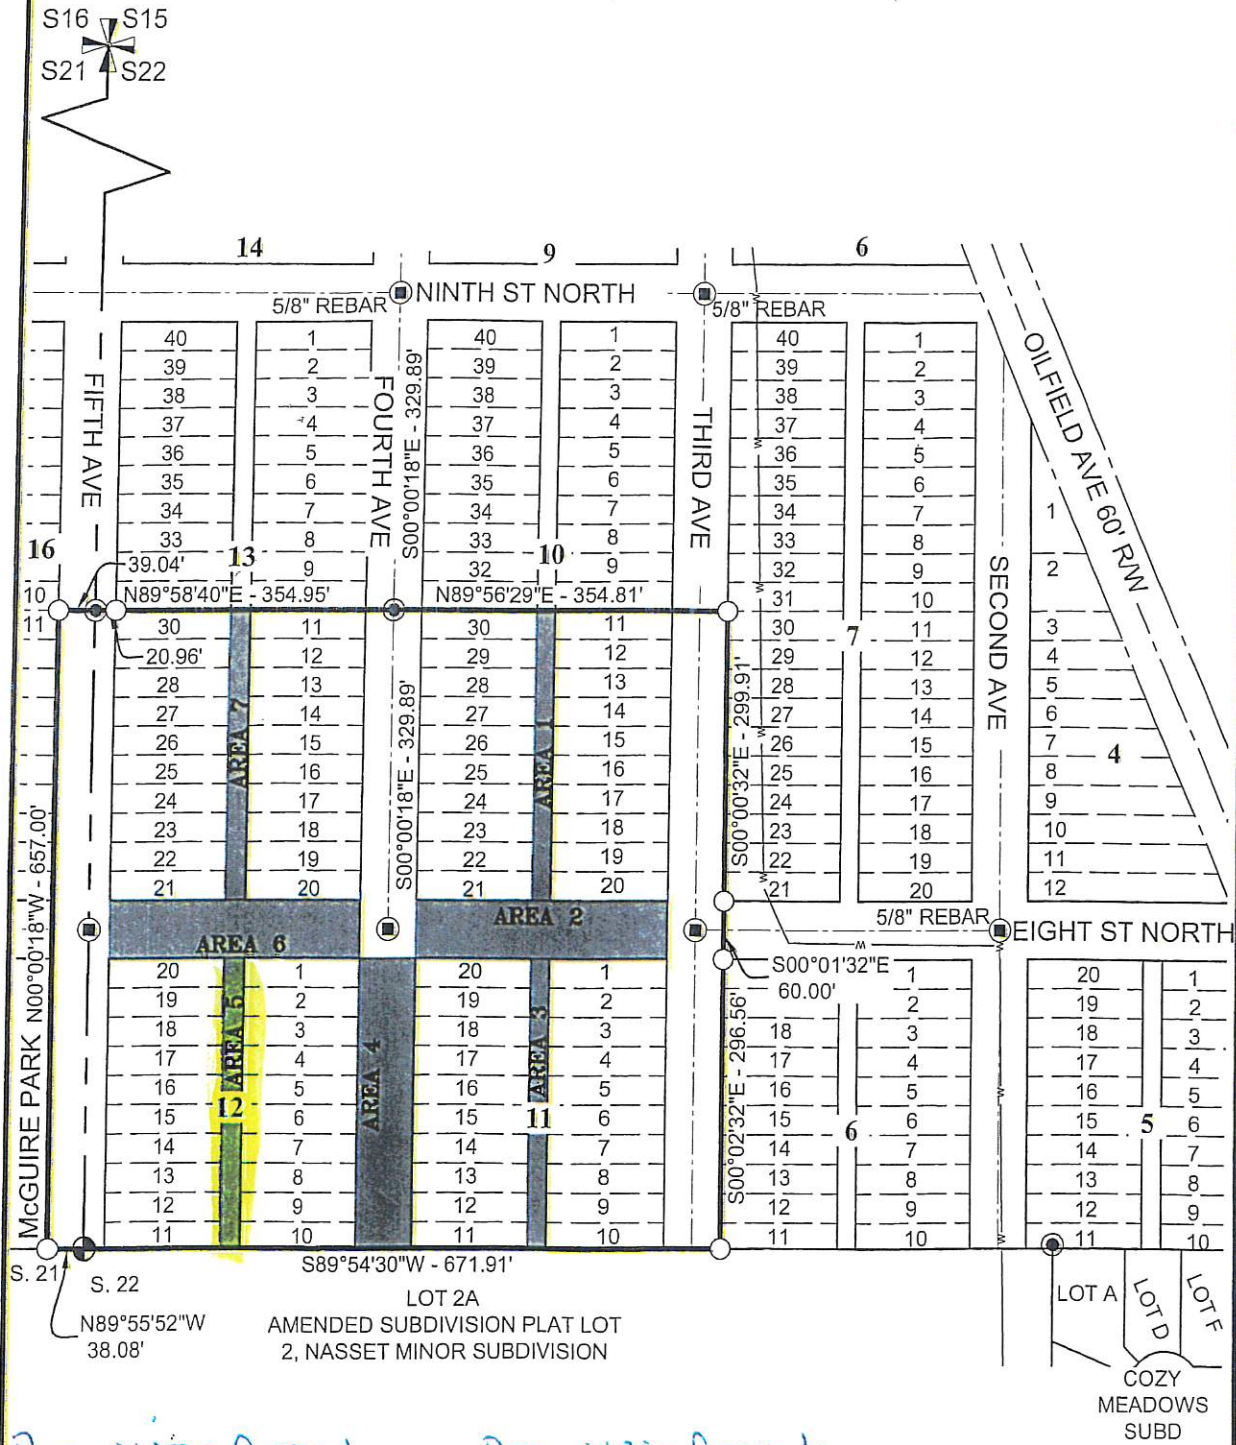 S16 S15
S21 S22
14 9 6
5/8" REBAR NINTH ST NORTH 5/8" REBAR
OILFIELD AVE 60' R/W
FIFTH AVE
FOURTH AVE
S00°00'18"E - 329.89'
THIRD AVE
SECOND AVE
40 1 40 1 40 1
39 2 39 2 39 2
38 3 38 3 38 3
37 4 37 4 37 4
36 5 36 5 36 5
35 6 35 6 35 6
34 7 34 7 34 7 1
33 8 33 8 33 8
16 39.04' 13 9 32 10 9 32 9 2
10 N89°58'40"E - 354.95' N89°56'29"E - 354.81' 31 10
11 30 11 30 11 30 7 11 3
20.96' 12 29 12 29 12 4
28 13 28 13 28 13 5
27 14 27 14 27 14 6
26 15 26 15 26 15 7
25 16 25 16 25 16 8 4
24 17 24 17 24 17 9
23 18 23 18 23 18 10
22 19 22 19 22 19 11
21 20 21 20 21 20 12
AREA 7
AREA 1
S00°00'18"E - 329.89'
S00°00'32"E - 299.91'
N00°00'18"W - 657.00'
McGUIRE PARK
AREA 6 AREA 2 5/8" REBAR EIGHT ST NORTH
S00°01'32"E
60.00'
20 1 20 1 1 20 1
19 2 19 2 2 19 2
18 3 18 3 18 3 18 3
17 4 17 4 17 4 17 4
16 5 16 5 16 5 16 5
15 12 6 15 11 6 15 6 6 15 5 6
14 7 14 7 14 7 14 7
13 8 13 8 13 8 13 8
12 9 12 9 12 9 12 9
11 10 11 10 11 10 11 10
AREA 5
AREA 4
AREA 3
S00°02'32"E - 296.56'
S. 21 S. 22
S89°54'30"W - 671.91'
N89°55'52"W
38.08'
LOT 2A
AMENDED SUBDIVISION PLAT LOT
2, NASSET MINOR SUBDIVISION
LOT A
LOT D
LOT F
COZY
MEADOWS
SUBD